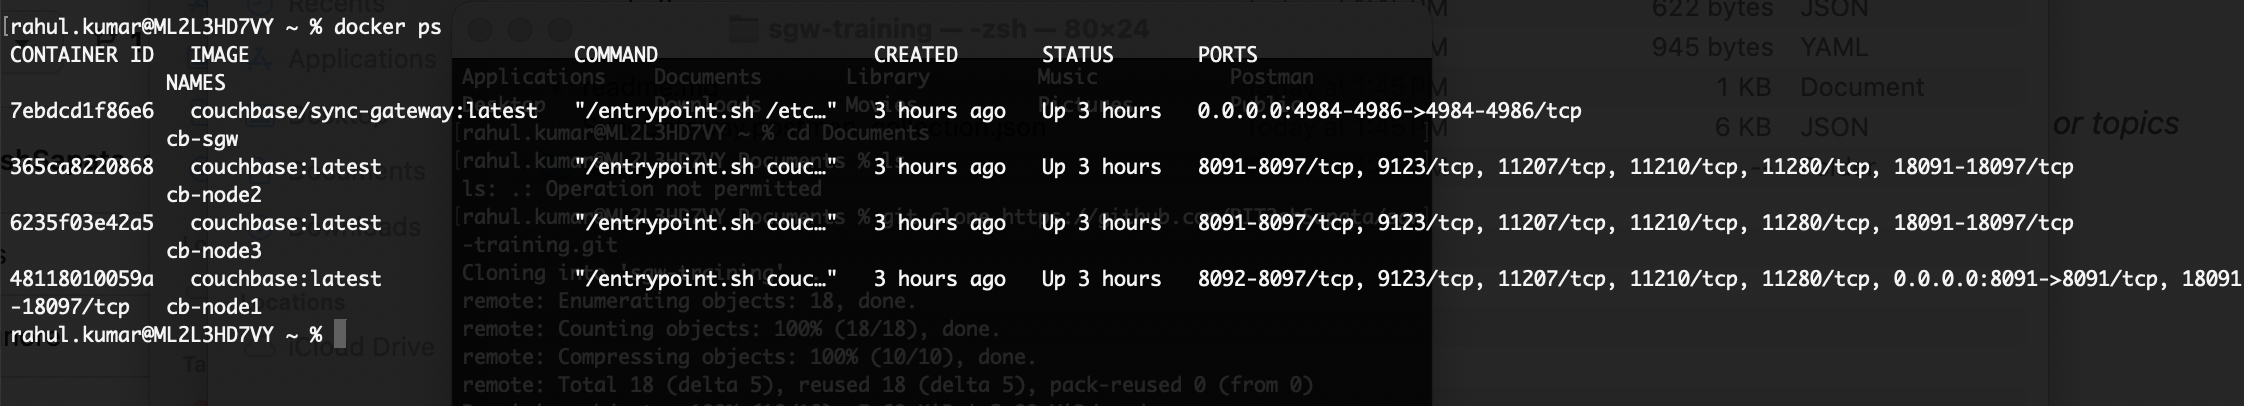 [rahul.kumar@ML2L3HD7VY ~ % docker ps
CONTAINER ID   IMAGE                           COMMAND                  CREATED       STATUS       PORTS
             NAMES
7ebdcd1f86e6   couchbase/sync-gateway:latest   "/entrypoint.sh /etc…"   3 hours ago   Up 3 hours   0.0.0.0:4984-4986->4984-4986/tcp
             cb-sgw
365ca8220868   couchbase:latest                "/entrypoint.sh couc…"   3 hours ago   Up 3 hours   8091-8097/tcp, 9123/tcp, 11207/tcp, 11210/tcp, 11280/tcp, 18091-18097/tcp
             cb-node2
6235f03e42a5   couchbase:latest                "/entrypoint.sh couc…"   3 hours ago   Up 3 hours   8091-8097/tcp, 9123/tcp, 11207/tcp, 11210/tcp, 11280/tcp, 18091-18097/tcp
             cb-node3
48118010059a   couchbase:latest                "/entrypoint.sh couc…"   3 hours ago   Up 3 hours   8092-8097/tcp, 9123/tcp, 11207/tcp, 11210/tcp, 11280/tcp, 0.0.0.0:8091->8091/tcp, 18091
-18097/tcp   cb-node1
rahul.kumar@ML2L3HD7VY ~ %
Recents
Applications
iCloud Drive
sgw-training — -zsh — 80×24
Applications Documents Library Music Postman
Desktop Downloads Movies Pictures Public
[rahul.kumar@ML2L3HD7VY ~ % cd Documents
ls: .: Operation not permitted
-training.git
Cloning into 'sgw-training'
remote: Enumerating objects: 18, done.
remote: Counting objects: 100% (18/18), done.
remote: Compressing objects: 100% (10/10), done.
remote: Total 18 (delta 5), reused 18 (delta 5), pack-reused 0 (from 0)
622 bytes JSON
945 bytes YAML
1 KB Document
6 KB JSON
or topics